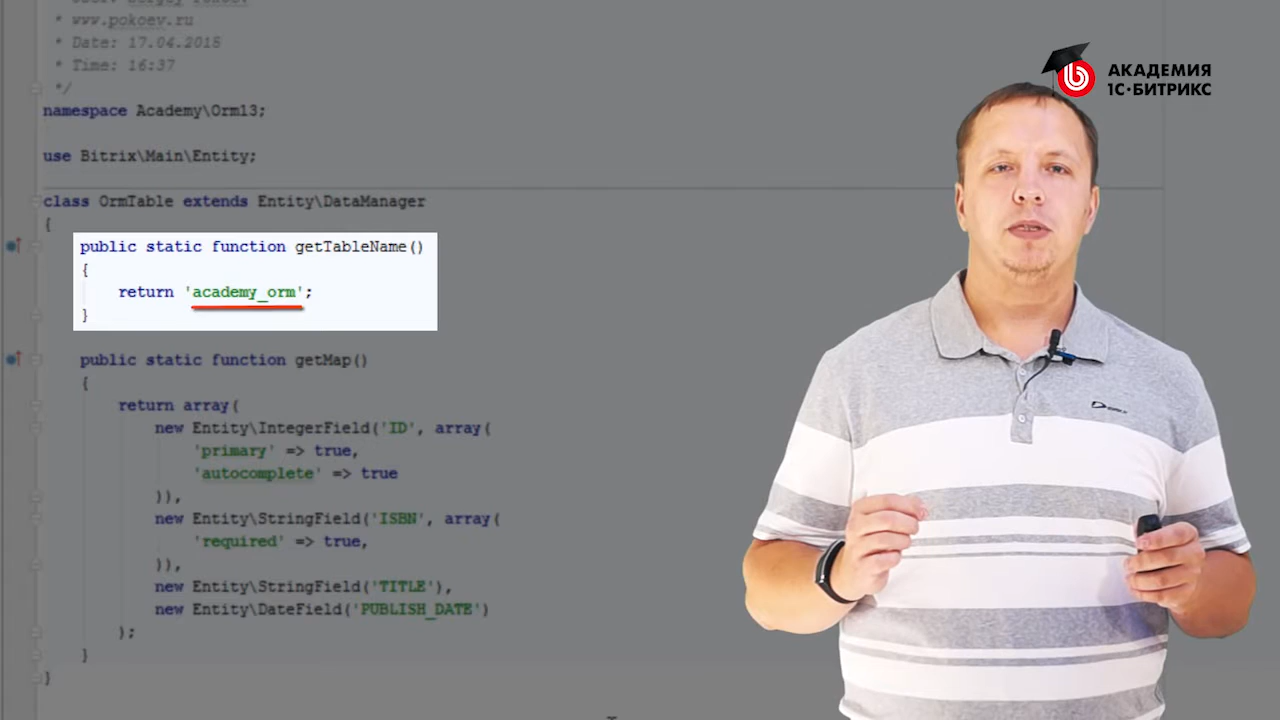 * www.pokoev.ru
* Date: 17.04.2015
* Time: 16:37
*/
namespace Academy\Orm13;
use Bitrix\Main\Entity;
class OrmTable extends Entity\DataManager
{
public static function getTableName()
{
return 'academy_orm';
}
public static function getMap()
{
return array(
new Entity\IntegerField('ID', array(
'primary' => true,
'autocomplete' => true
)),
new Entity\StringField('ISBN', array(
'required' => true,
)),
new Entity\StringField('TITLE'),
new Entity\DateField('PUBLISH_DATE')
);
}
}
АКАДЕМИЯ
1С·БИТРИКС